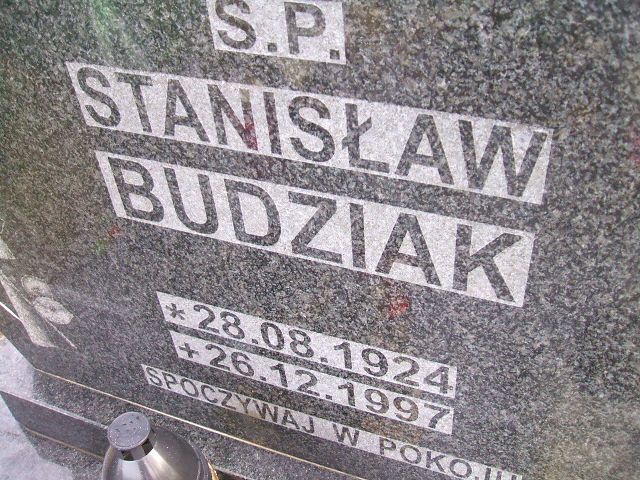 S.P.
STANISŁAW
BUDZIAK
* 28.08.1924
+ 26.12.1997
SPOCZYWAJ W POKOJU